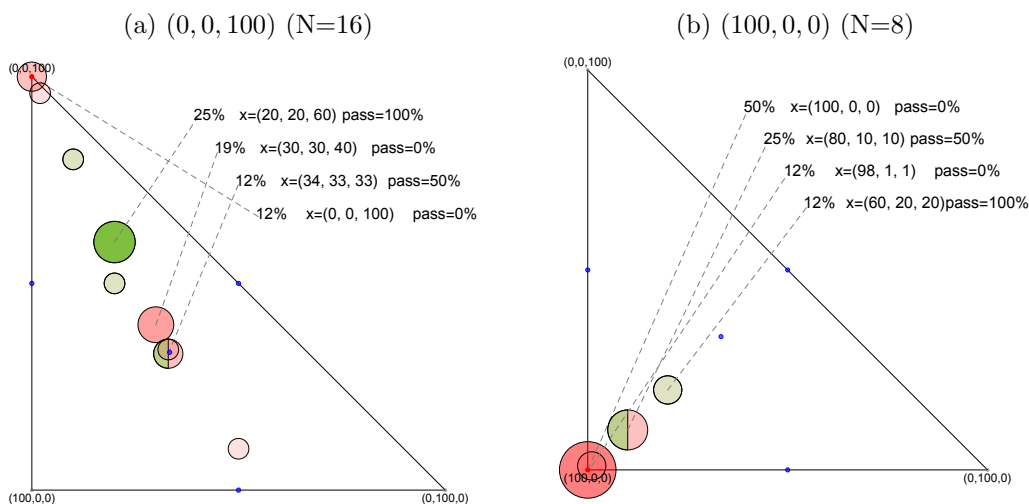 (a) (0, 0, 100) (N=16)
(0,0,100)
25% x=(20, 20, 60) pass=100%
19% x=(30, 30, 40) pass=0%
12% x=(34, 33, 33) pass=50%
12% x=(0, 0, 100) pass=0%
(100,0,0)
(0,100,0)
(b) (100, 0, 0) (N=8)
(0,0,100)
50% x=(100, 0, 0) pass=0%
25% x=(80, 10, 10) pass=50%
12% x=(98, 1, 1) pass=0%
12% x=(60, 20, 20)pass=100%
(100,0,0)
(0,100,0)